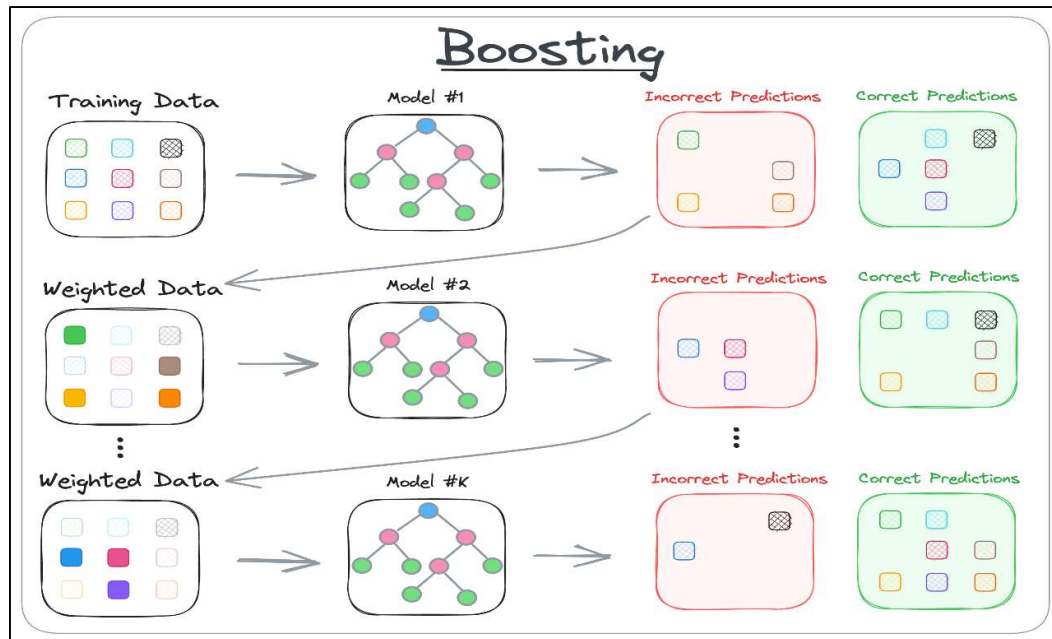 Boosting
Training Data
Model #1
Incorrect Predictions
Correct Predictions
Weighted Data
Model #2
Incorrect Predictions
Correct Predictions
Weighted Data
Model #K
Incorrect Predictions
Correct Predictions